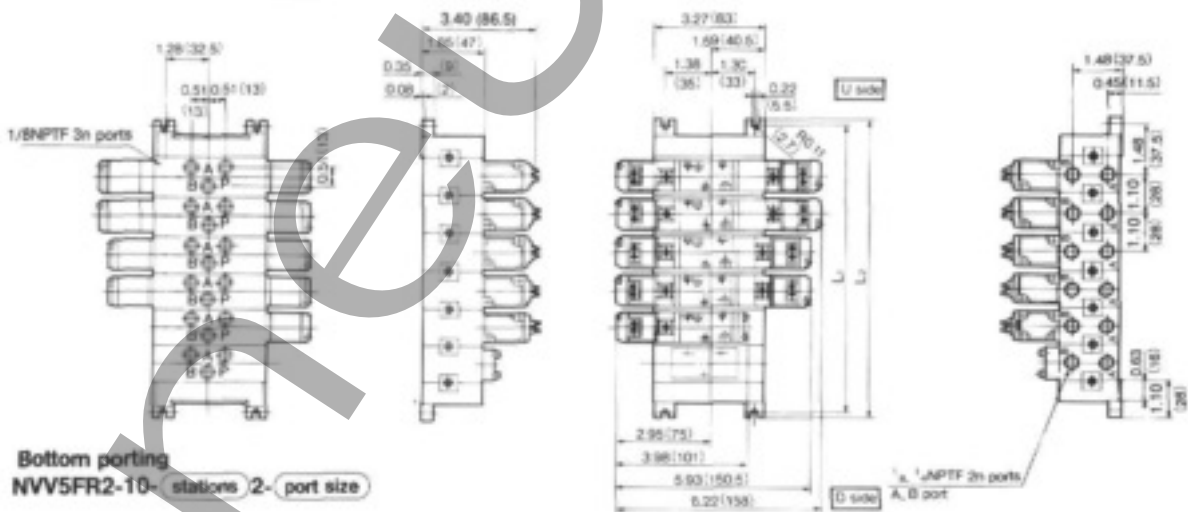 3.40 (86.5)
1.85(47)
0.35
(9)
0.08
(2)
1.28(32.5)
0.51
0.51(13)
(13)
1/8NPTF 3n ports
A
B P
A
B P
A
B P
A
B P
A
B P
A
B P
3.27(83)
1.59(40.5)
1.38
(35)
1.30
(33)
0.22
(5.5)
U side
L₁
L₂
2.95(75)
3.98(101)
5.93(150.5)
6.22(158)
D side
1.48(37.5)
0.45(11.5)
1.48
(37.5)
1.10
(28)
1.10
(28)
0.63
(16)
1.10
(28)
NPTF 2n ports
A, B port
Bottom porting
NVV5FR2-10- stations 2- port size